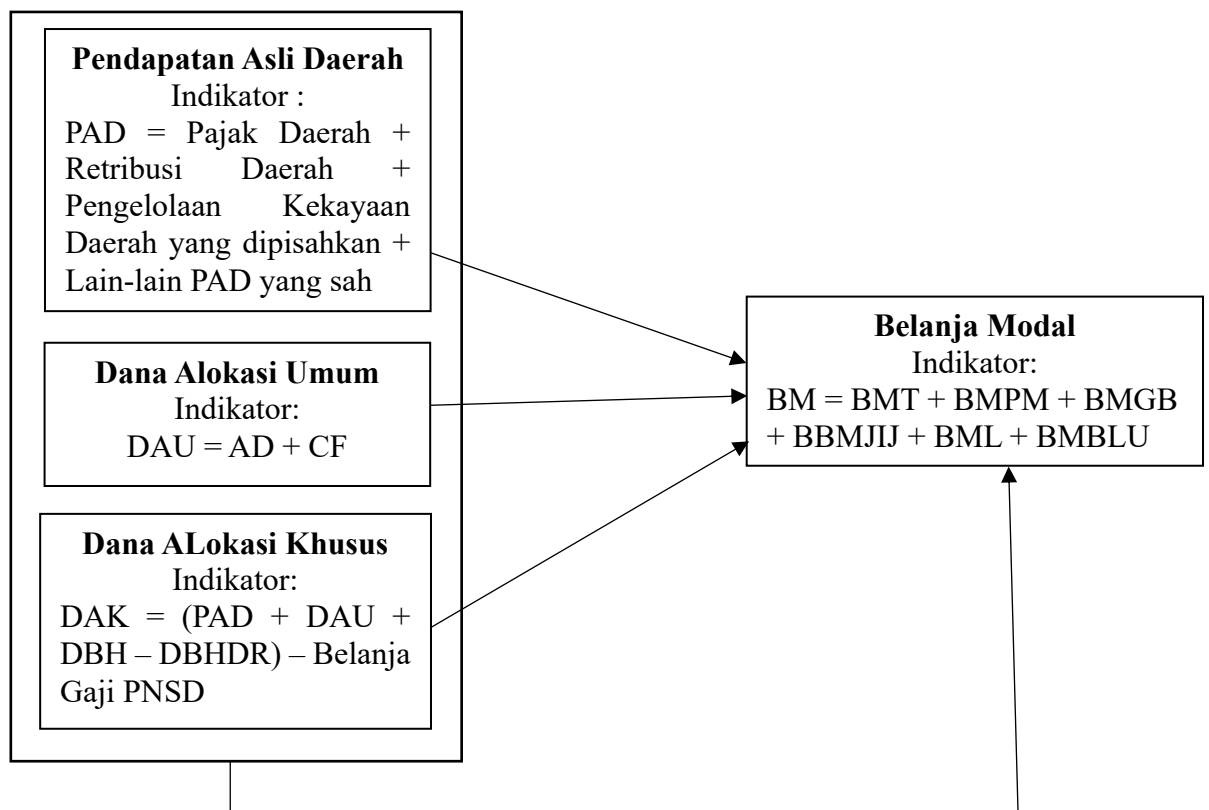 Pendapatan Asli Daerah
Indikator :
PAD = Pajak Daerah +
Retribusi Daerah +
Pengelolaan Kekayaan
Daerah yang dipisahkan +
Lain-lain PAD yang sah
Dana Alokasi Umum
Indikator:
DAU = AD + CF
Dana ALokasi Khusus
Indikator:
DAK = (PAD + DAU +
DBH – DBHDR) – Belanja
Gaji PNSD
Belanja Modal
Indikator:
BM = BMT + BMPM + BMGB
+ BBMJIJ + BML + BMBLU